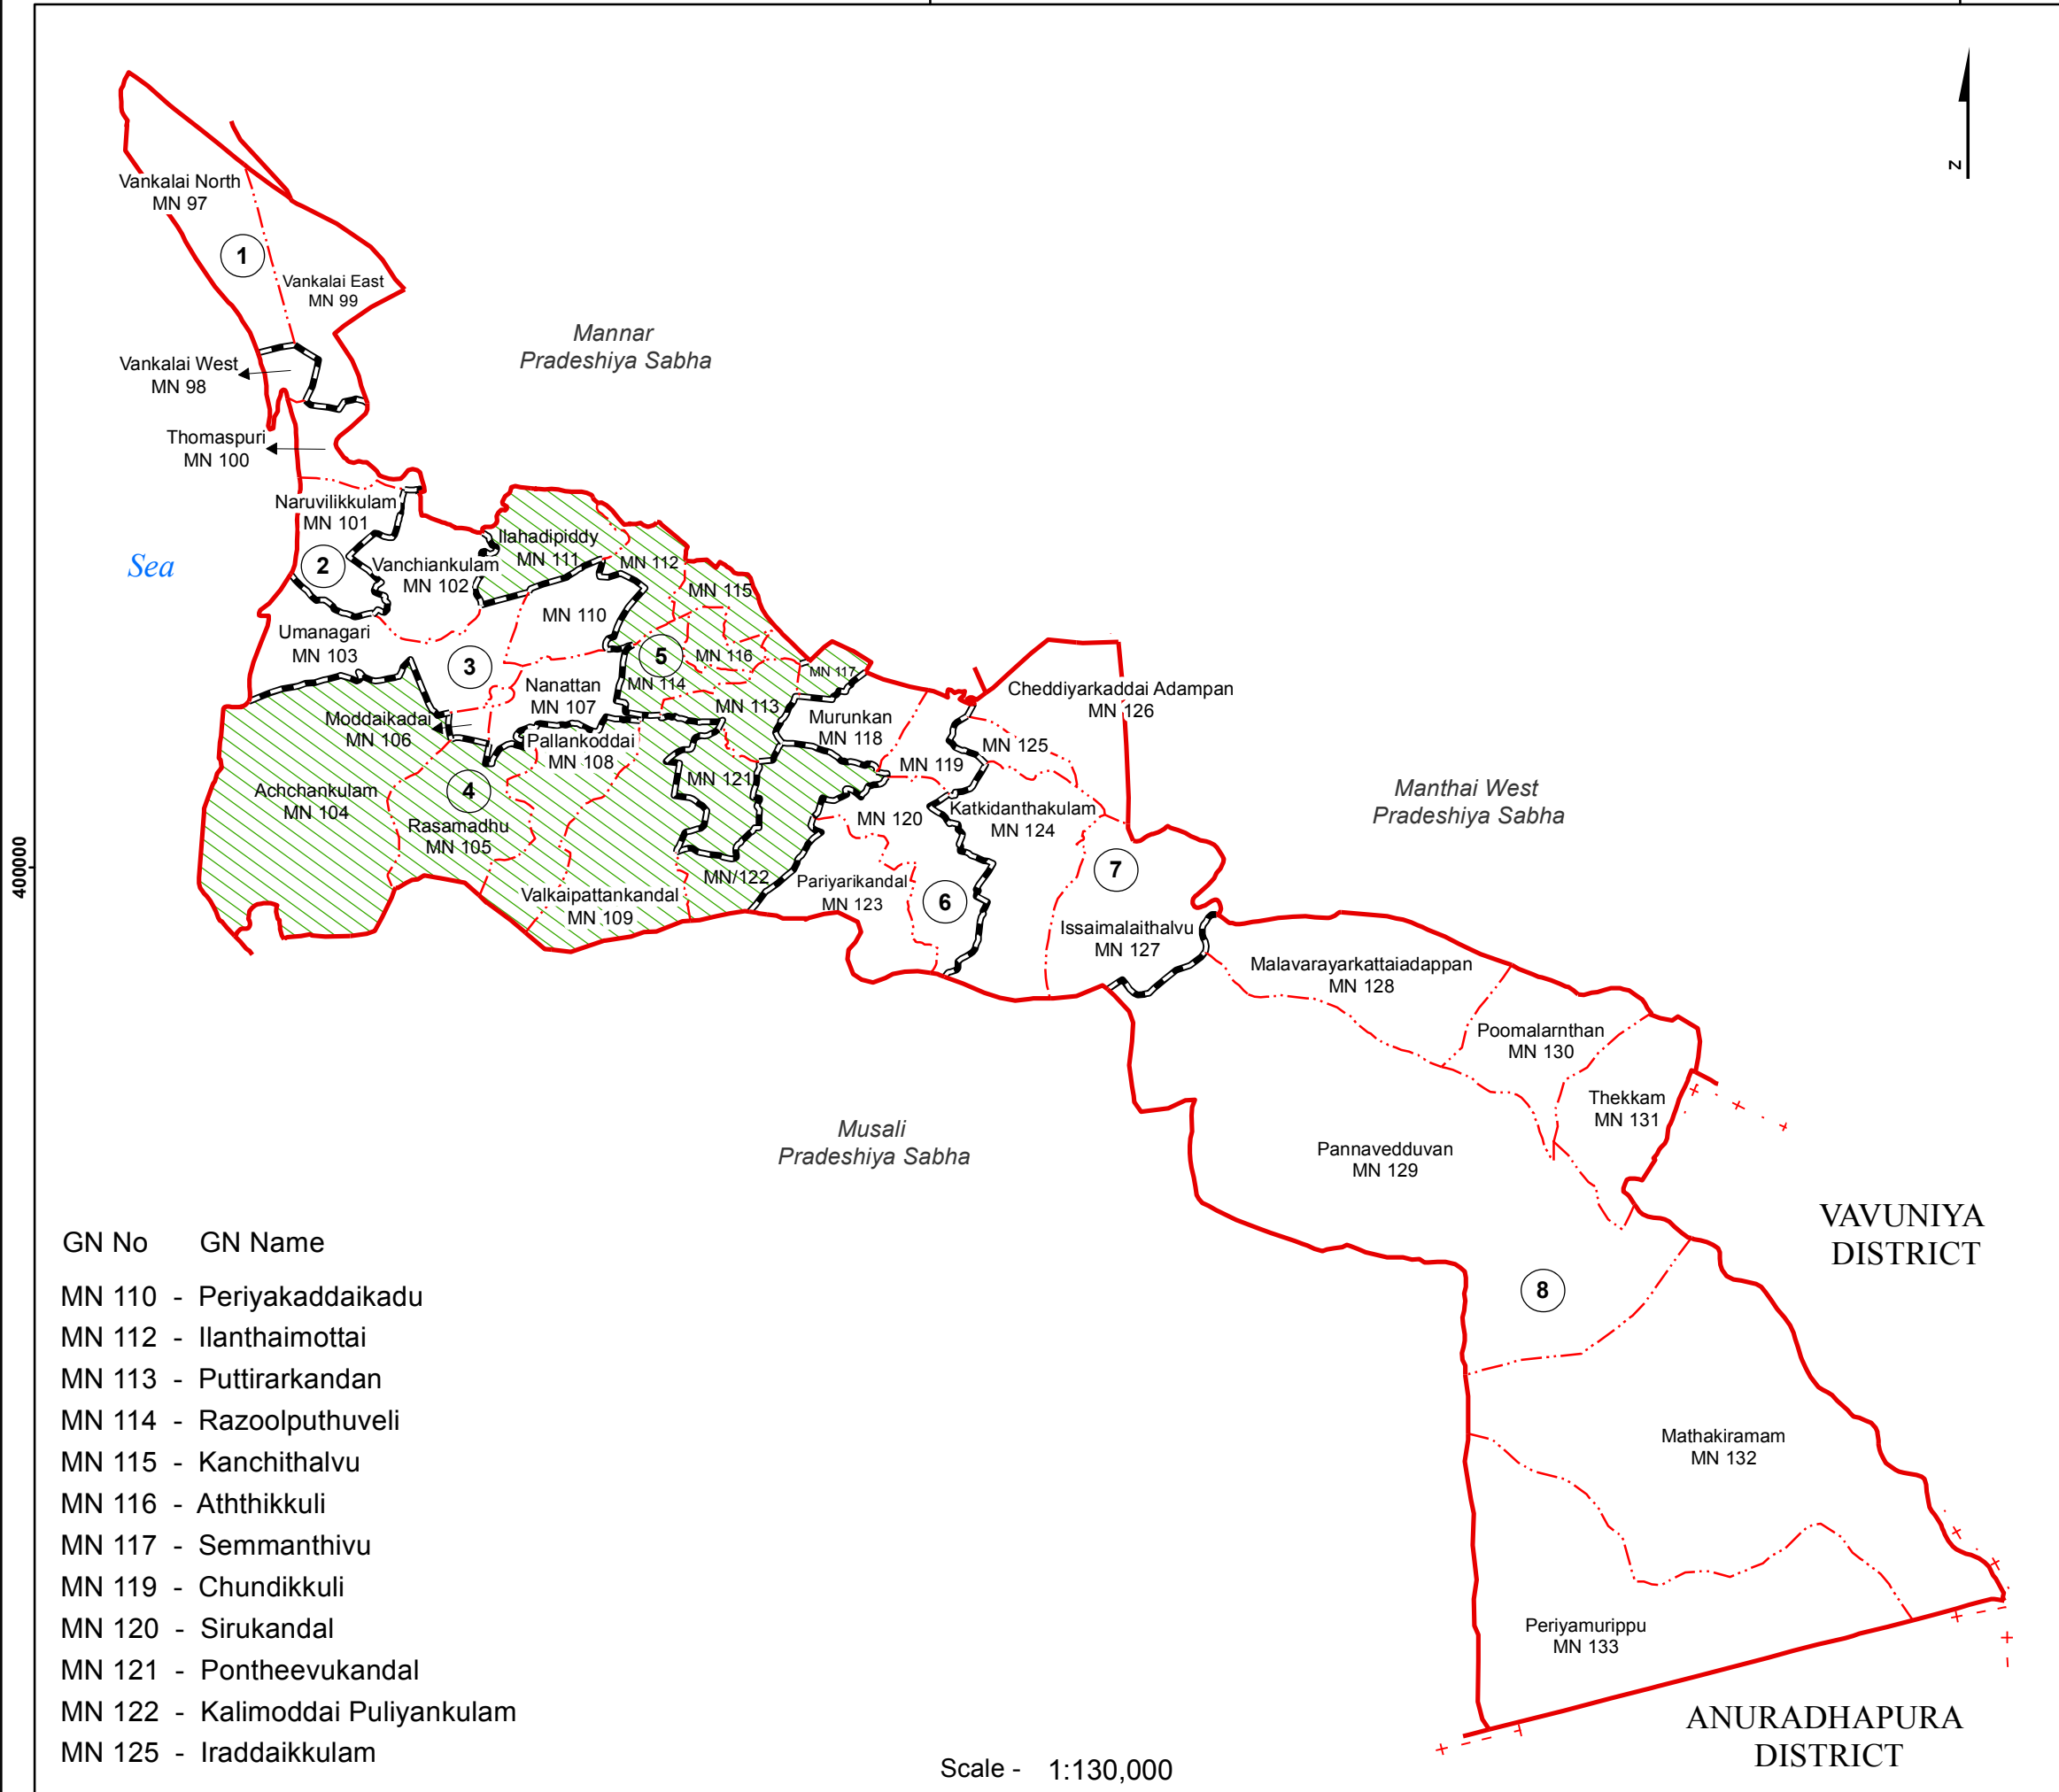 Z
Vankalai North
MN 97
1
Vankalai East
MN 99
Mannar
Pradeshiya Sabha
Vankalai West
MN 98
Thomaspuri
MN 100
Naruvilikkulam
MN 101
Sea
2
Vanchiankulam
MN 102
Ilahadipiddy
MN 111
MN 112
MN 115
MN 110
Umanagari
MN 103
3
5
MN 116
MN 117
MN 114
Nanattan
MN 107
MN 113
Moddaikadai
MN 106
Pallankoddai
MN 108
Murunkan
MN 118
Cheddiyarkaddai Adampan
MN 126
MN 125
MN 119
MN 121
Achchankulam
MN 104
4
Rasamadhu
MN 105
MN 120
Katkidanthakulam
MN 124
Manthai West
Pradeshiya Sabha
400000
MN/122
Valkaipattankandal
MN 109
Pariyarikandal
MN 123
6
7
Issaimalaithalvu
MN 127
Malavarayarkattaiadappan
MN 128
Poomalarnthan
MN 130
Thekkam
MN 131
Musali
Pradeshiya Sabha
Pannavedduvan
MN 129
VAVUNIYA
DISTRICT
8
Mathakiramam
MN 132
Periyamurippu
MN 133
ANURADHAPURA
DISTRICT
GN No GN Name
MN 110 - Periyakaddaikadu
MN 112 - Ilanthaimottai
MN 113 - Puttirarkandan
MN 114 - Razoolputhuveli
MN 115 - Kanchithalvu
MN 116 - Aththikkuli
MN 117 - Semmanthivu
MN 119 - Chundikkuli
MN 120 - Sirukandal
MN 121 - Pontheevukandal
MN 122 - Kalimoddai Puliyankulam
MN 125 - Iraddaikkulam
Scale - 1:130,000